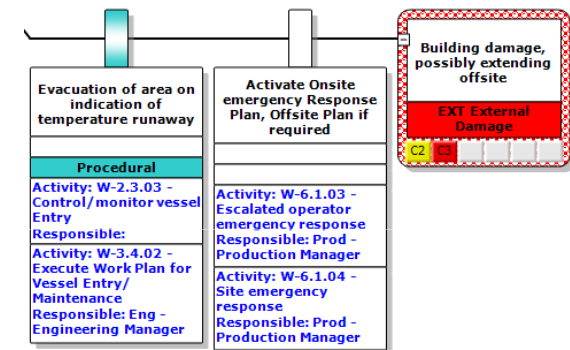 Evacuation of area on
indication of
temperature runaway
Procedural
Activity: W-2.3.03 -
Control/monitor vessel
Entry
Responsible:
Activity: W-3.4.02 -
Execute Work Plan for
Vessel Entry/
Maintenance
Responsible: Eng -
Engineering Manager
Activate Onsite
emergency Response
Plan, Offsite Plan if
required
Activity: W-6.1.03 -
Escalated operator
emergency response
Responsible: Prod -
Production Manager
Activity: W-6.1.04 -
Site emergency
response
Responsible: Prod -
Production Manager
Building damage,
possibly extending
offsite
EXT External
Damage
C2 C3